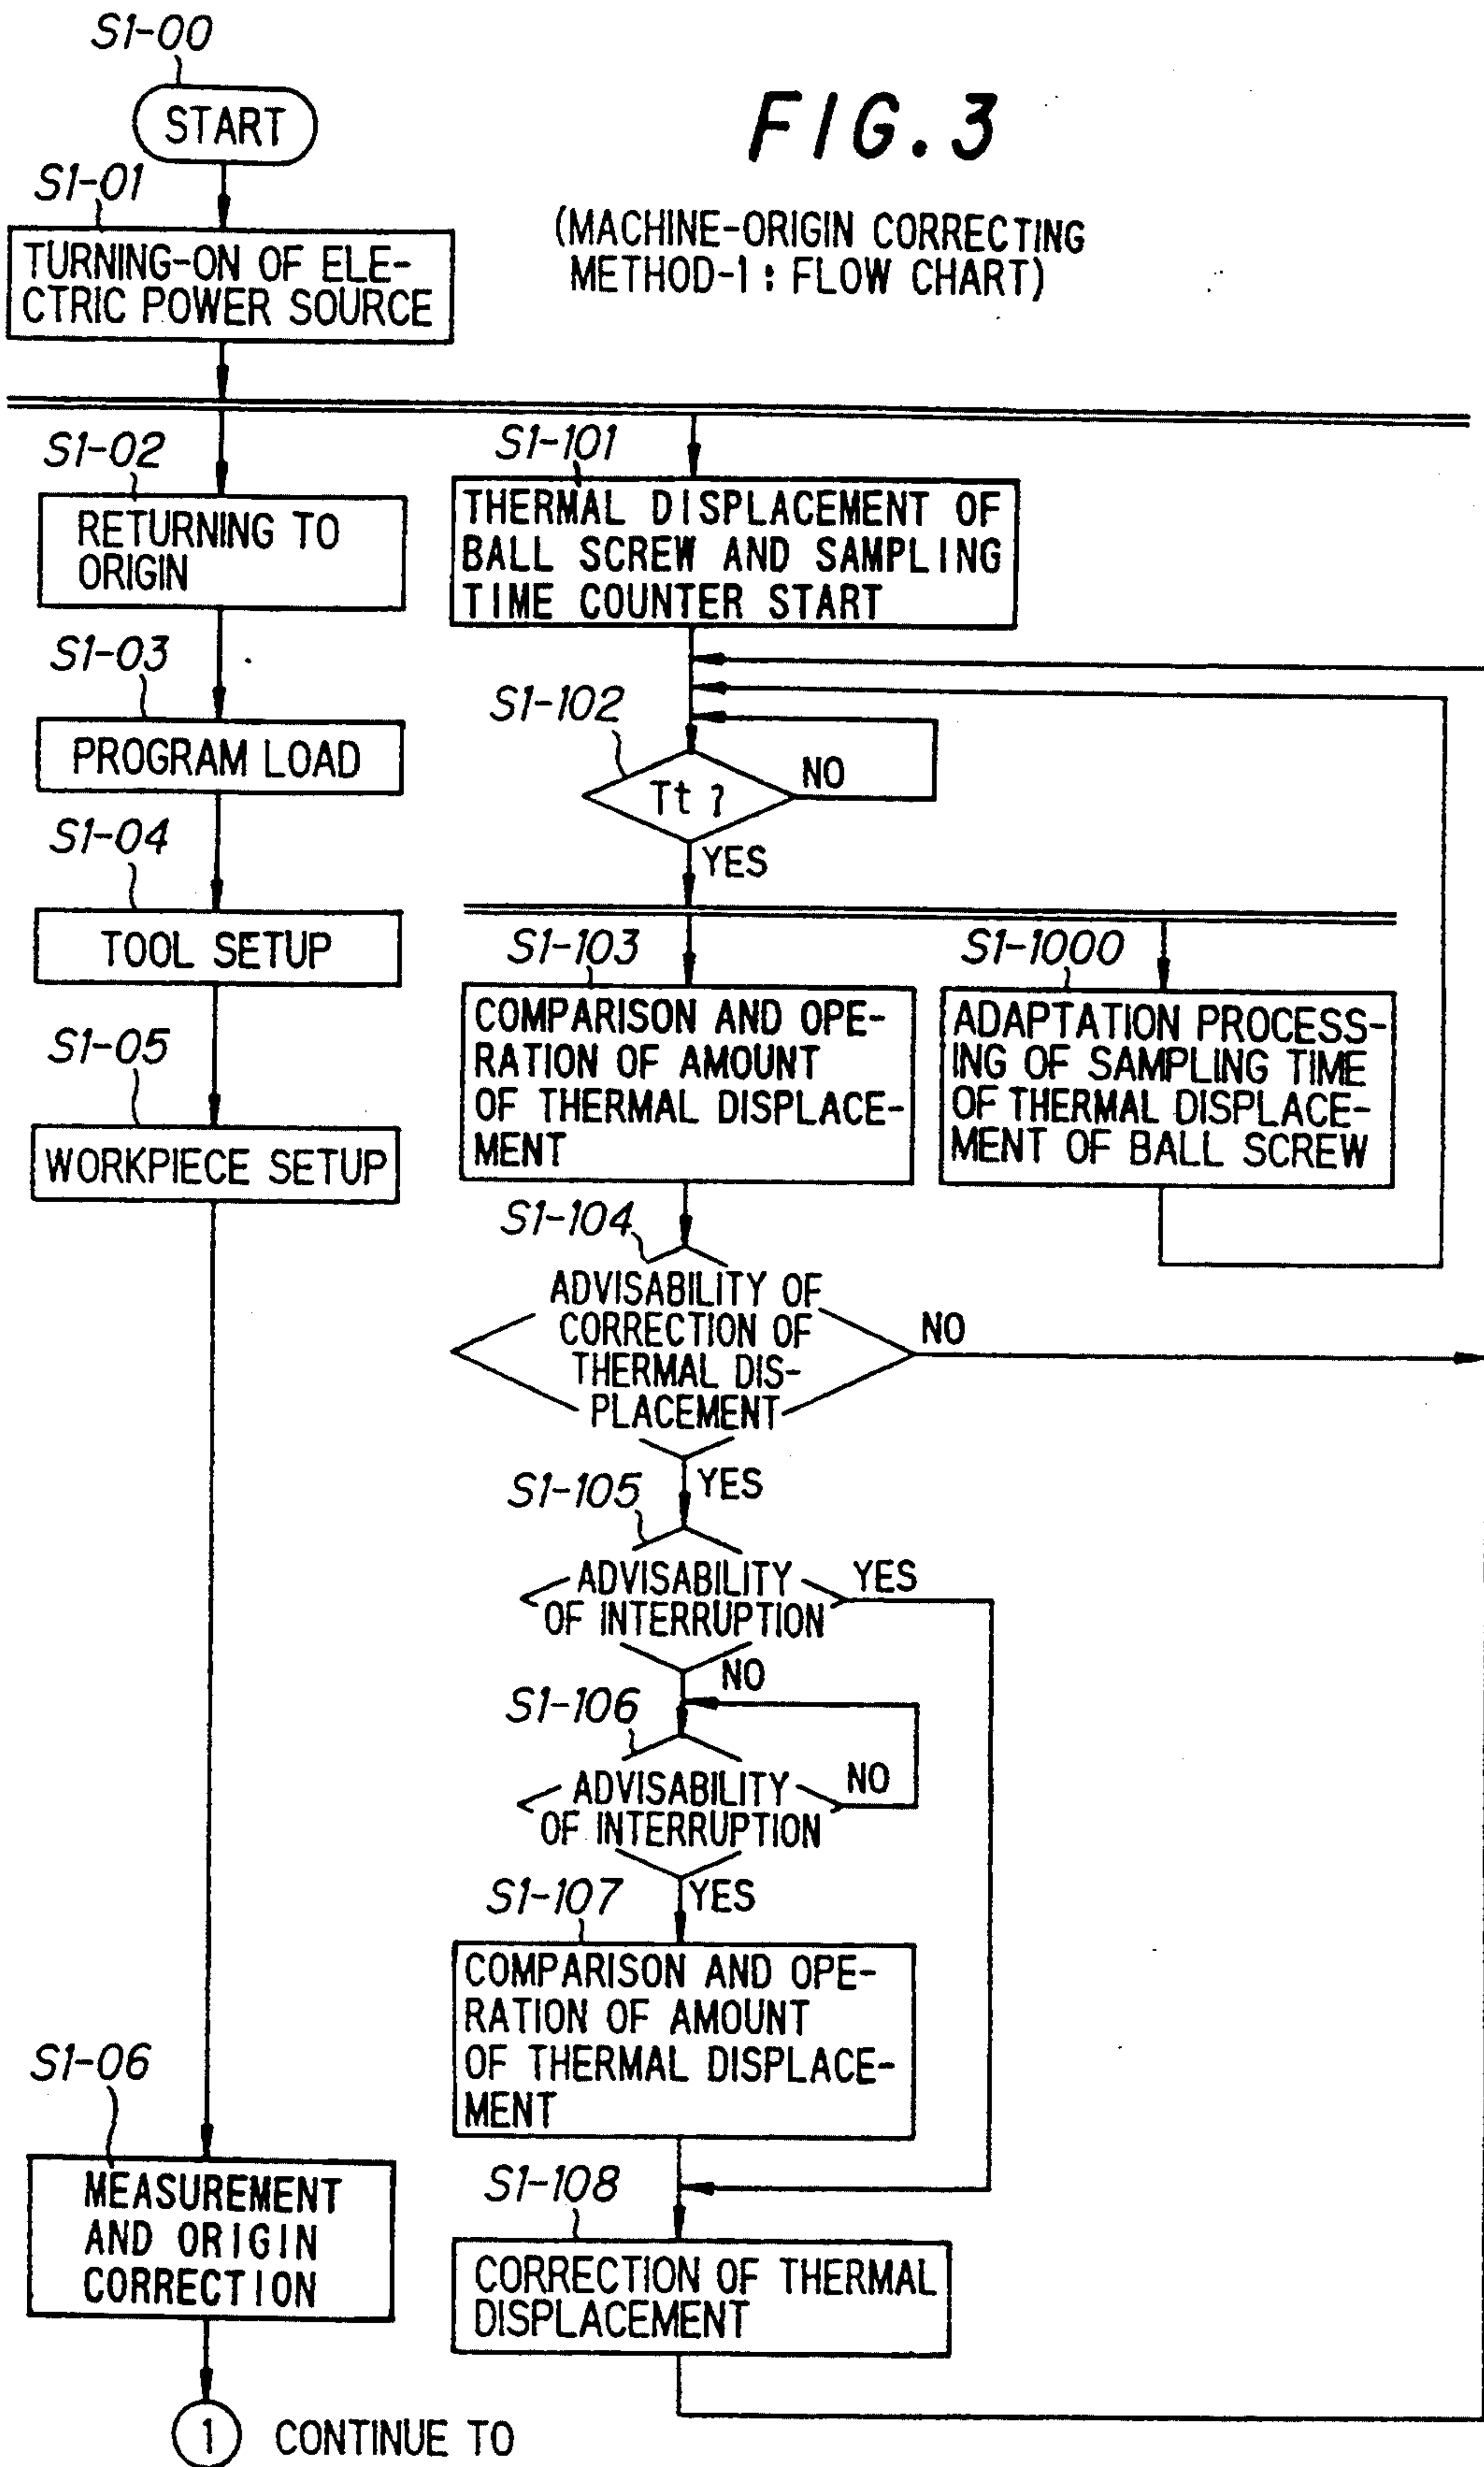 S1-00
START
FIG. 3
(MACHINE-ORIGIN CORRECTING
METHOD-1 : FLOW CHART)
S1-01
TURNING-ON OF ELE-
CTRIC POWER SOURCE
S1-02
RETURNING TO
ORIGIN
S1-03
PROGRAM LOAD
S1-04
TOOL SETUP
S1-05
WORKPIECE SETUP
S1-06
MEASUREMENT
AND ORIGIN
CORRECTION
1 CONTINUE TO
S1-101
THERMAL DISPLACEMENT OF
BALL SCREW AND SAMPLING
TIME COUNTER START
S1-102
Tt ?
NO
YES
S1-103
COMPARISON AND OPE-
RATION OF AMOUNT
OF THERMAL DISPLACE-
MENT
S1-1000
ADAPTATION PROCESS-
ING OF SAMPLING TIME
OF THERMAL DISPLACE-
MENT OF BALL SCREW
S1-104
ADVISABILITY OF
CORRECTION OF
THERMAL DIS-
PLACEMENT
NO
YES
S1-105
ADVISABILITY
OF INTERRUPTION
YES
NO
S1-106
ADVISABILITY
OF INTERRUPTION
NO
YES
S1-107
COMPARISON AND OPE-
RATION OF AMOUNT
OF THERMAL DISPLACE-
MENT
S1-108
CORRECTION OF THERMAL
DISPLACEMENT